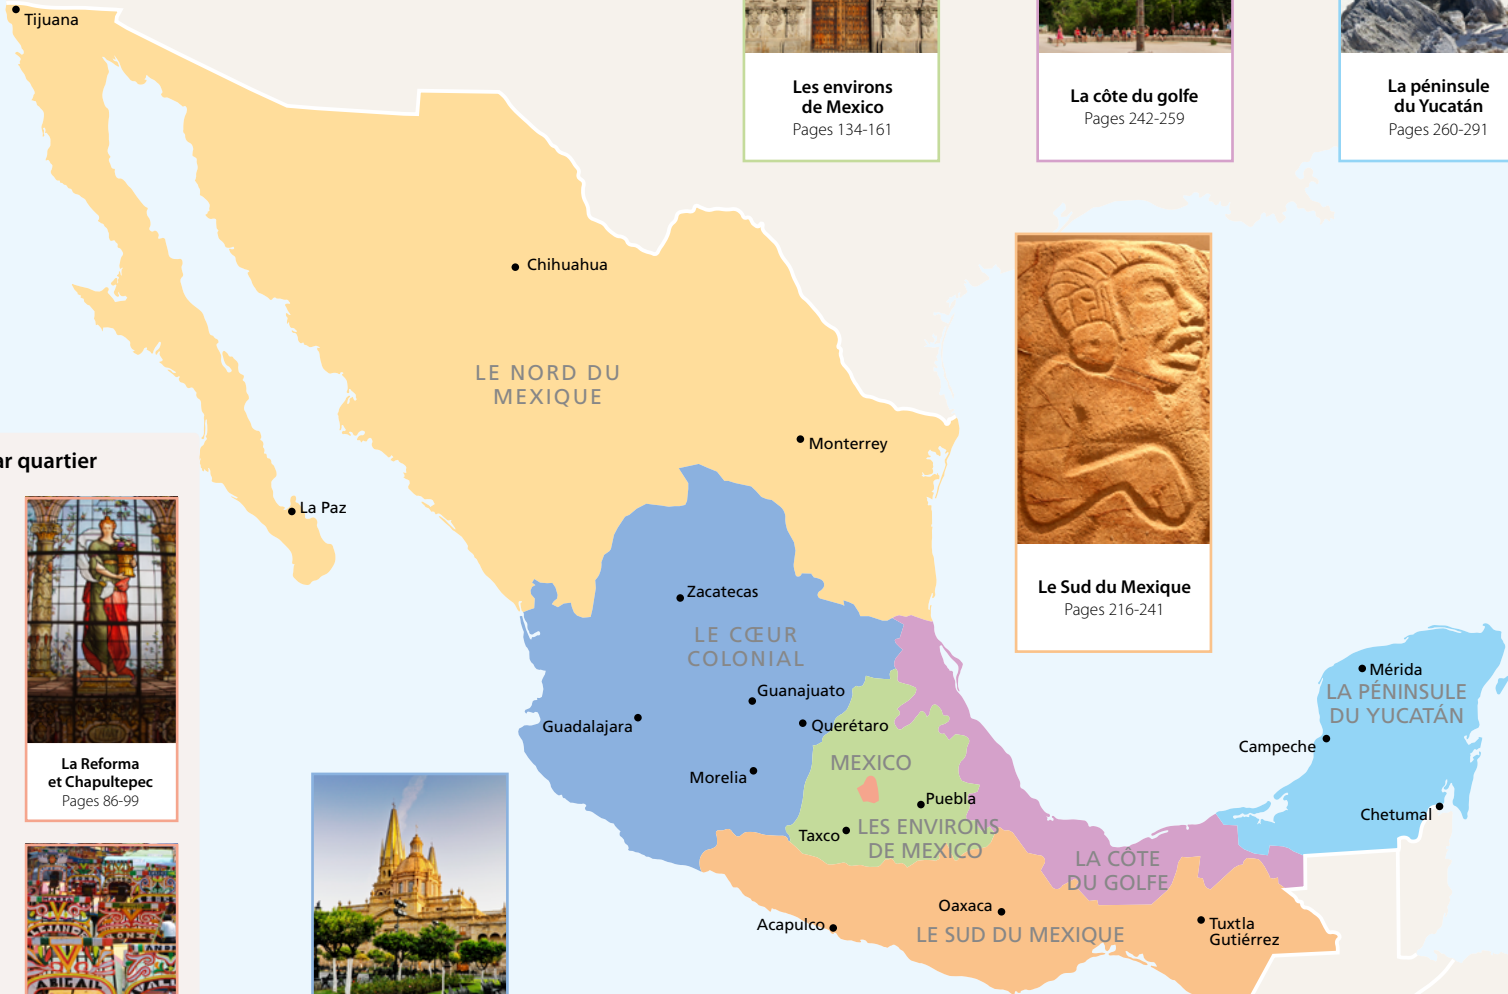 Tijuana
Les environs
de Mexico
Pages 134-161
La côte du golfe
Pages 242-259
La péninsule
du Yucatán
Pages 260-291
Chihuahua
LE NORD DU
MEXIQUE
Monterrey
ar quartier
La Paz
Le Sud du Mexique
Pages 216-241
Zacatecas
LE CŒUR
COLONIAL
Guanajuato
Guadalajara
Querétaro
Morelia
MEXICO
Puebla
Taxco
LES ENVIRONS
DE MEXICO
LA CÔTE
DU GOLFE
Mérida
LA PÉNINSULE
DU YUCATÁN
Campeche
Chetumal
La Reforma
et Chapultepec
Pages 86-99
Acapulco
Oaxaca
LE SUD DU MEXIQUE
Tuxtla
Gutiérrez
ABIGAIL